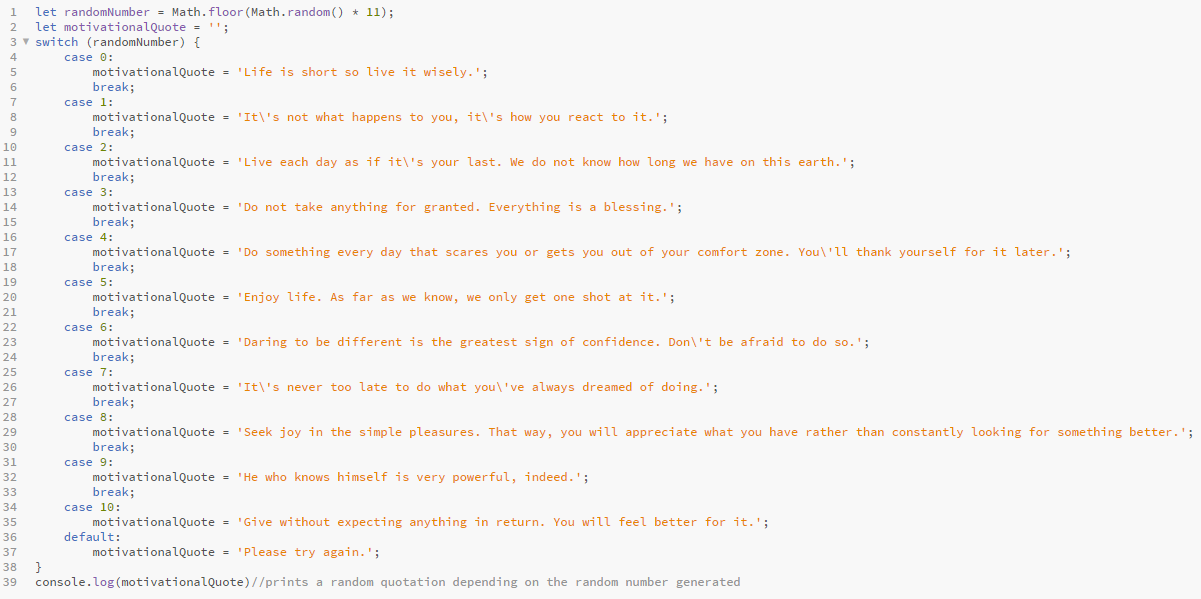 1 let randomNumber = Math.floor(Math.random() * 11);
2 let motivationalQuote = '';
3 switch (randomNumber) {
4     case 0:
5         motivationalQuote = 'Life is short so live it wisely.';
6         break;
7     case 1:
8         motivationalQuote = 'It\'s not what happens to you, it\'s how you react to it.';
9         break;
10     case 2:
11         motivationalQuote = 'Live each day as if it\'s your last. We do not know how long we have on this earth.';
12         break;
13     case 3:
14         motivationalQuote = 'Do not take anything for granted. Everything is a blessing.';
15         break;
16     case 4:
17         motivationalQuote = 'Do something every day that scares you or gets you out of your comfort zone. You\'ll thank yourself for it later.';
18         break;
19     case 5:
20         motivationalQuote = 'Enjoy life. As far as we know, we only get one shot at it.';
21         break;
22     case 6:
23         motivationalQuote = 'Daring to be different is the greatest sign of confidence. Don\'t be afraid to do so.';
24         break;
25     case 7:
26         motivationalQuote = 'It\'s never too late to do what you\'ve always dreamed of doing.';
27         break;
28     case 8:
29         motivationalQuote = 'Seek joy in the simple pleasures. That way, you will appreciate what you have rather than constantly looking for something better.';
30         break;
31     case 9:
32         motivationalQuote = 'He who knows himself is very powerful, indeed.';
33         break;
34     case 10:
35         motivationalQuote = 'Give without expecting anything in return. You will feel better for it.';
36     default:
37         motivationalQuote = 'Please try again.';
38 }
39 console.log(motivationalQuote)//prints a random quotation depending on the random number generated